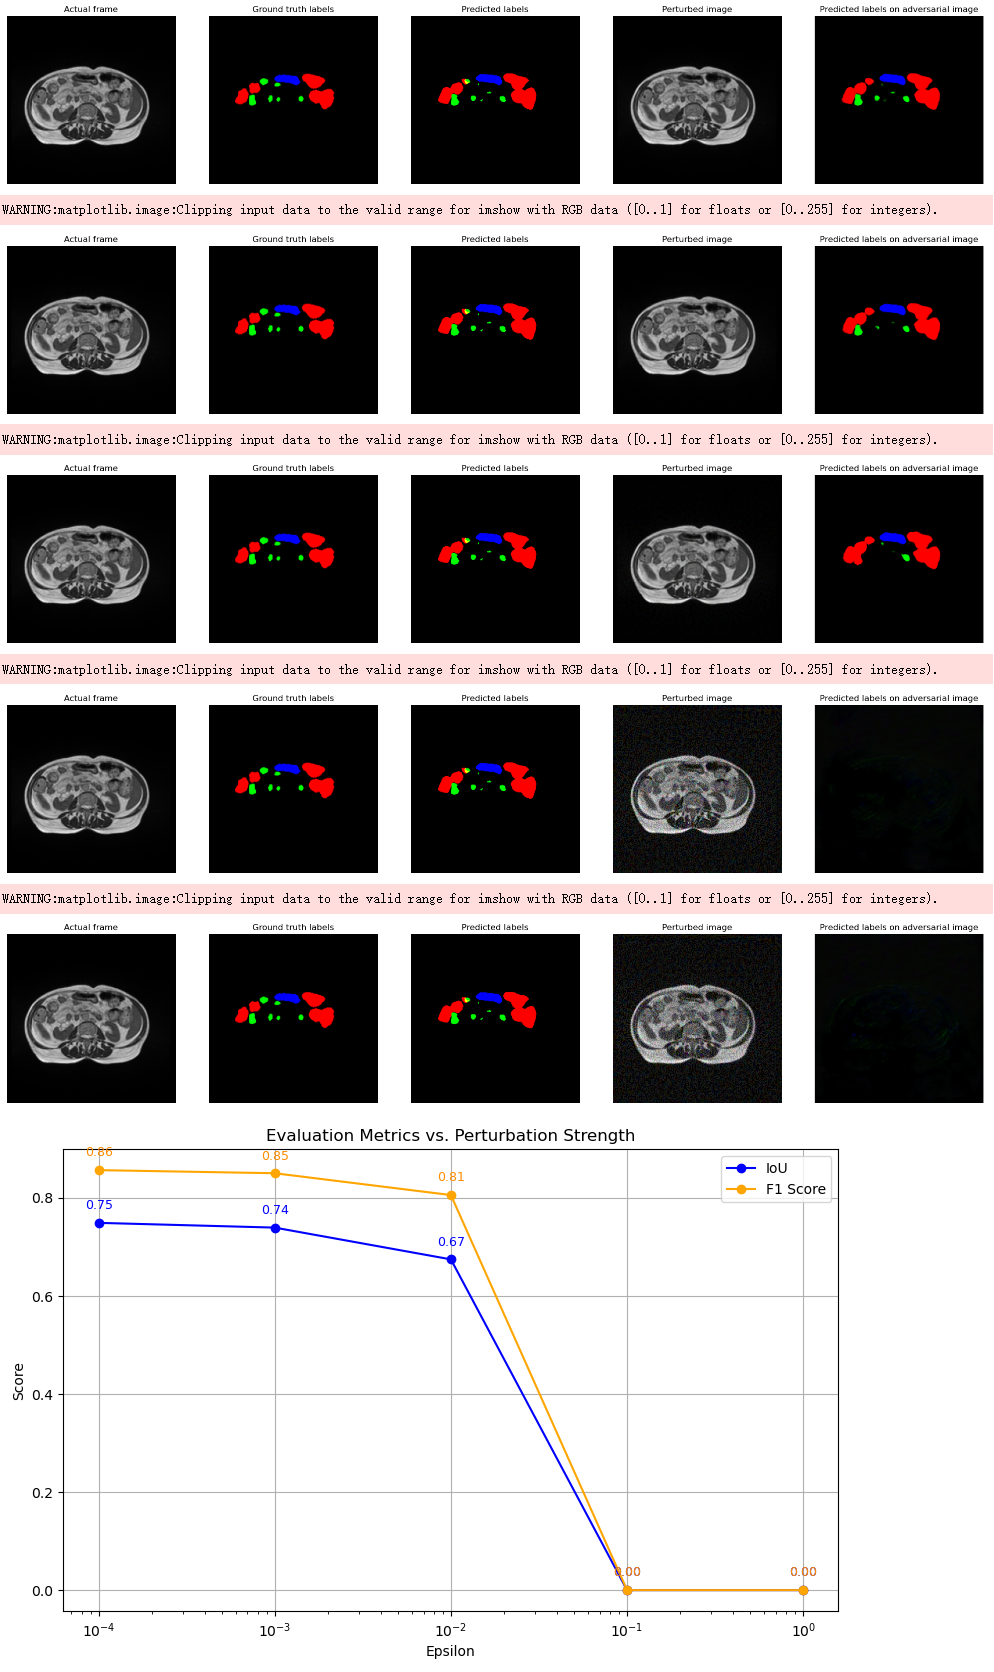 Actual frame Ground truth labels Predicted labels Perturbed image Predicted labels on adversarial image
WARNING:matplotlib.image:Clipping input data to the valid range for imshow with RGB data ([0..1] for floats or [0..255] for integers).
Actual frame Ground truth labels Predicted labels Perturbed image Predicted labels on adversarial image
WARNING:matplotlib.image:Clipping input data to the valid range for imshow with RGB data ([0..1] for floats or [0..255] for integers).
Actual frame Ground truth labels Predicted labels Perturbed image Predicted labels on adversarial image
WARNING:matplotlib.image:Clipping input data to the valid range for imshow with RGB data ([0..1] for floats or [0..255] for integers).
Actual frame Ground truth labels Predicted labels Perturbed image Predicted labels on adversarial image
WARNING:matplotlib.image:Clipping input data to the valid range for imshow with RGB data ([0..1] for floats or [0..255] for integers).
Actual frame Ground truth labels Predicted labels Perturbed image Predicted labels on adversarial image
Evaluation Metrics vs. Perturbation Strength
0.86 0.85 0.81
0.75 0.74 0.67
0.00 0.00
IoU
F1 Score
0.8
0.6
0.4
0.2
0.0
Score
10⁻⁴ 10⁻³ 10⁻² 10⁻¹ 10⁰
Epsilon